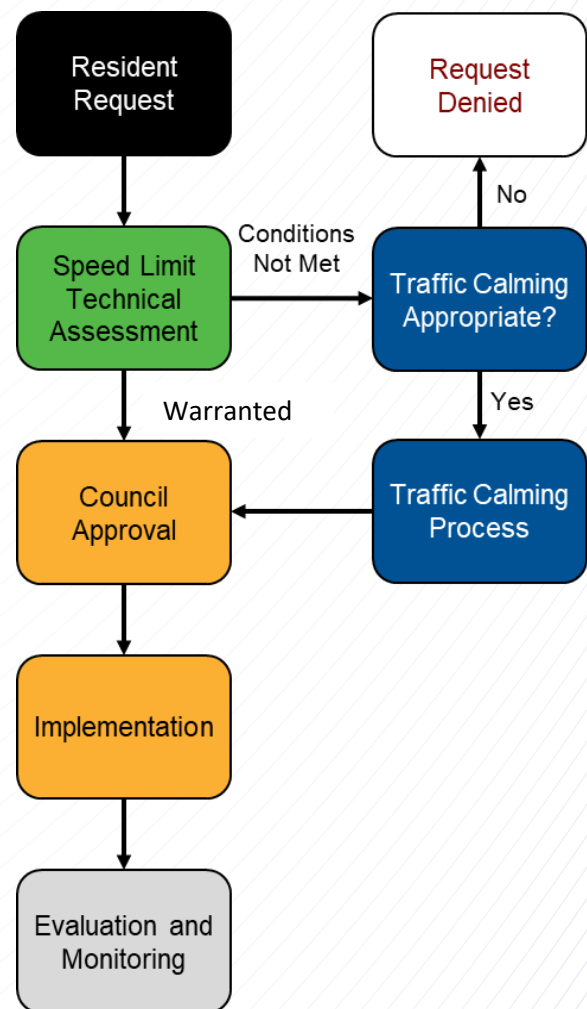 Resident
Request
Request
Denied
No
Conditions
Not Met
Speed Limit
Technical
Assessment
Traffic Calming
Appropriate?
Warranted
Yes
Council
Approval
Traffic Calming
Process
Implementation
Evaluation and
Monitoring